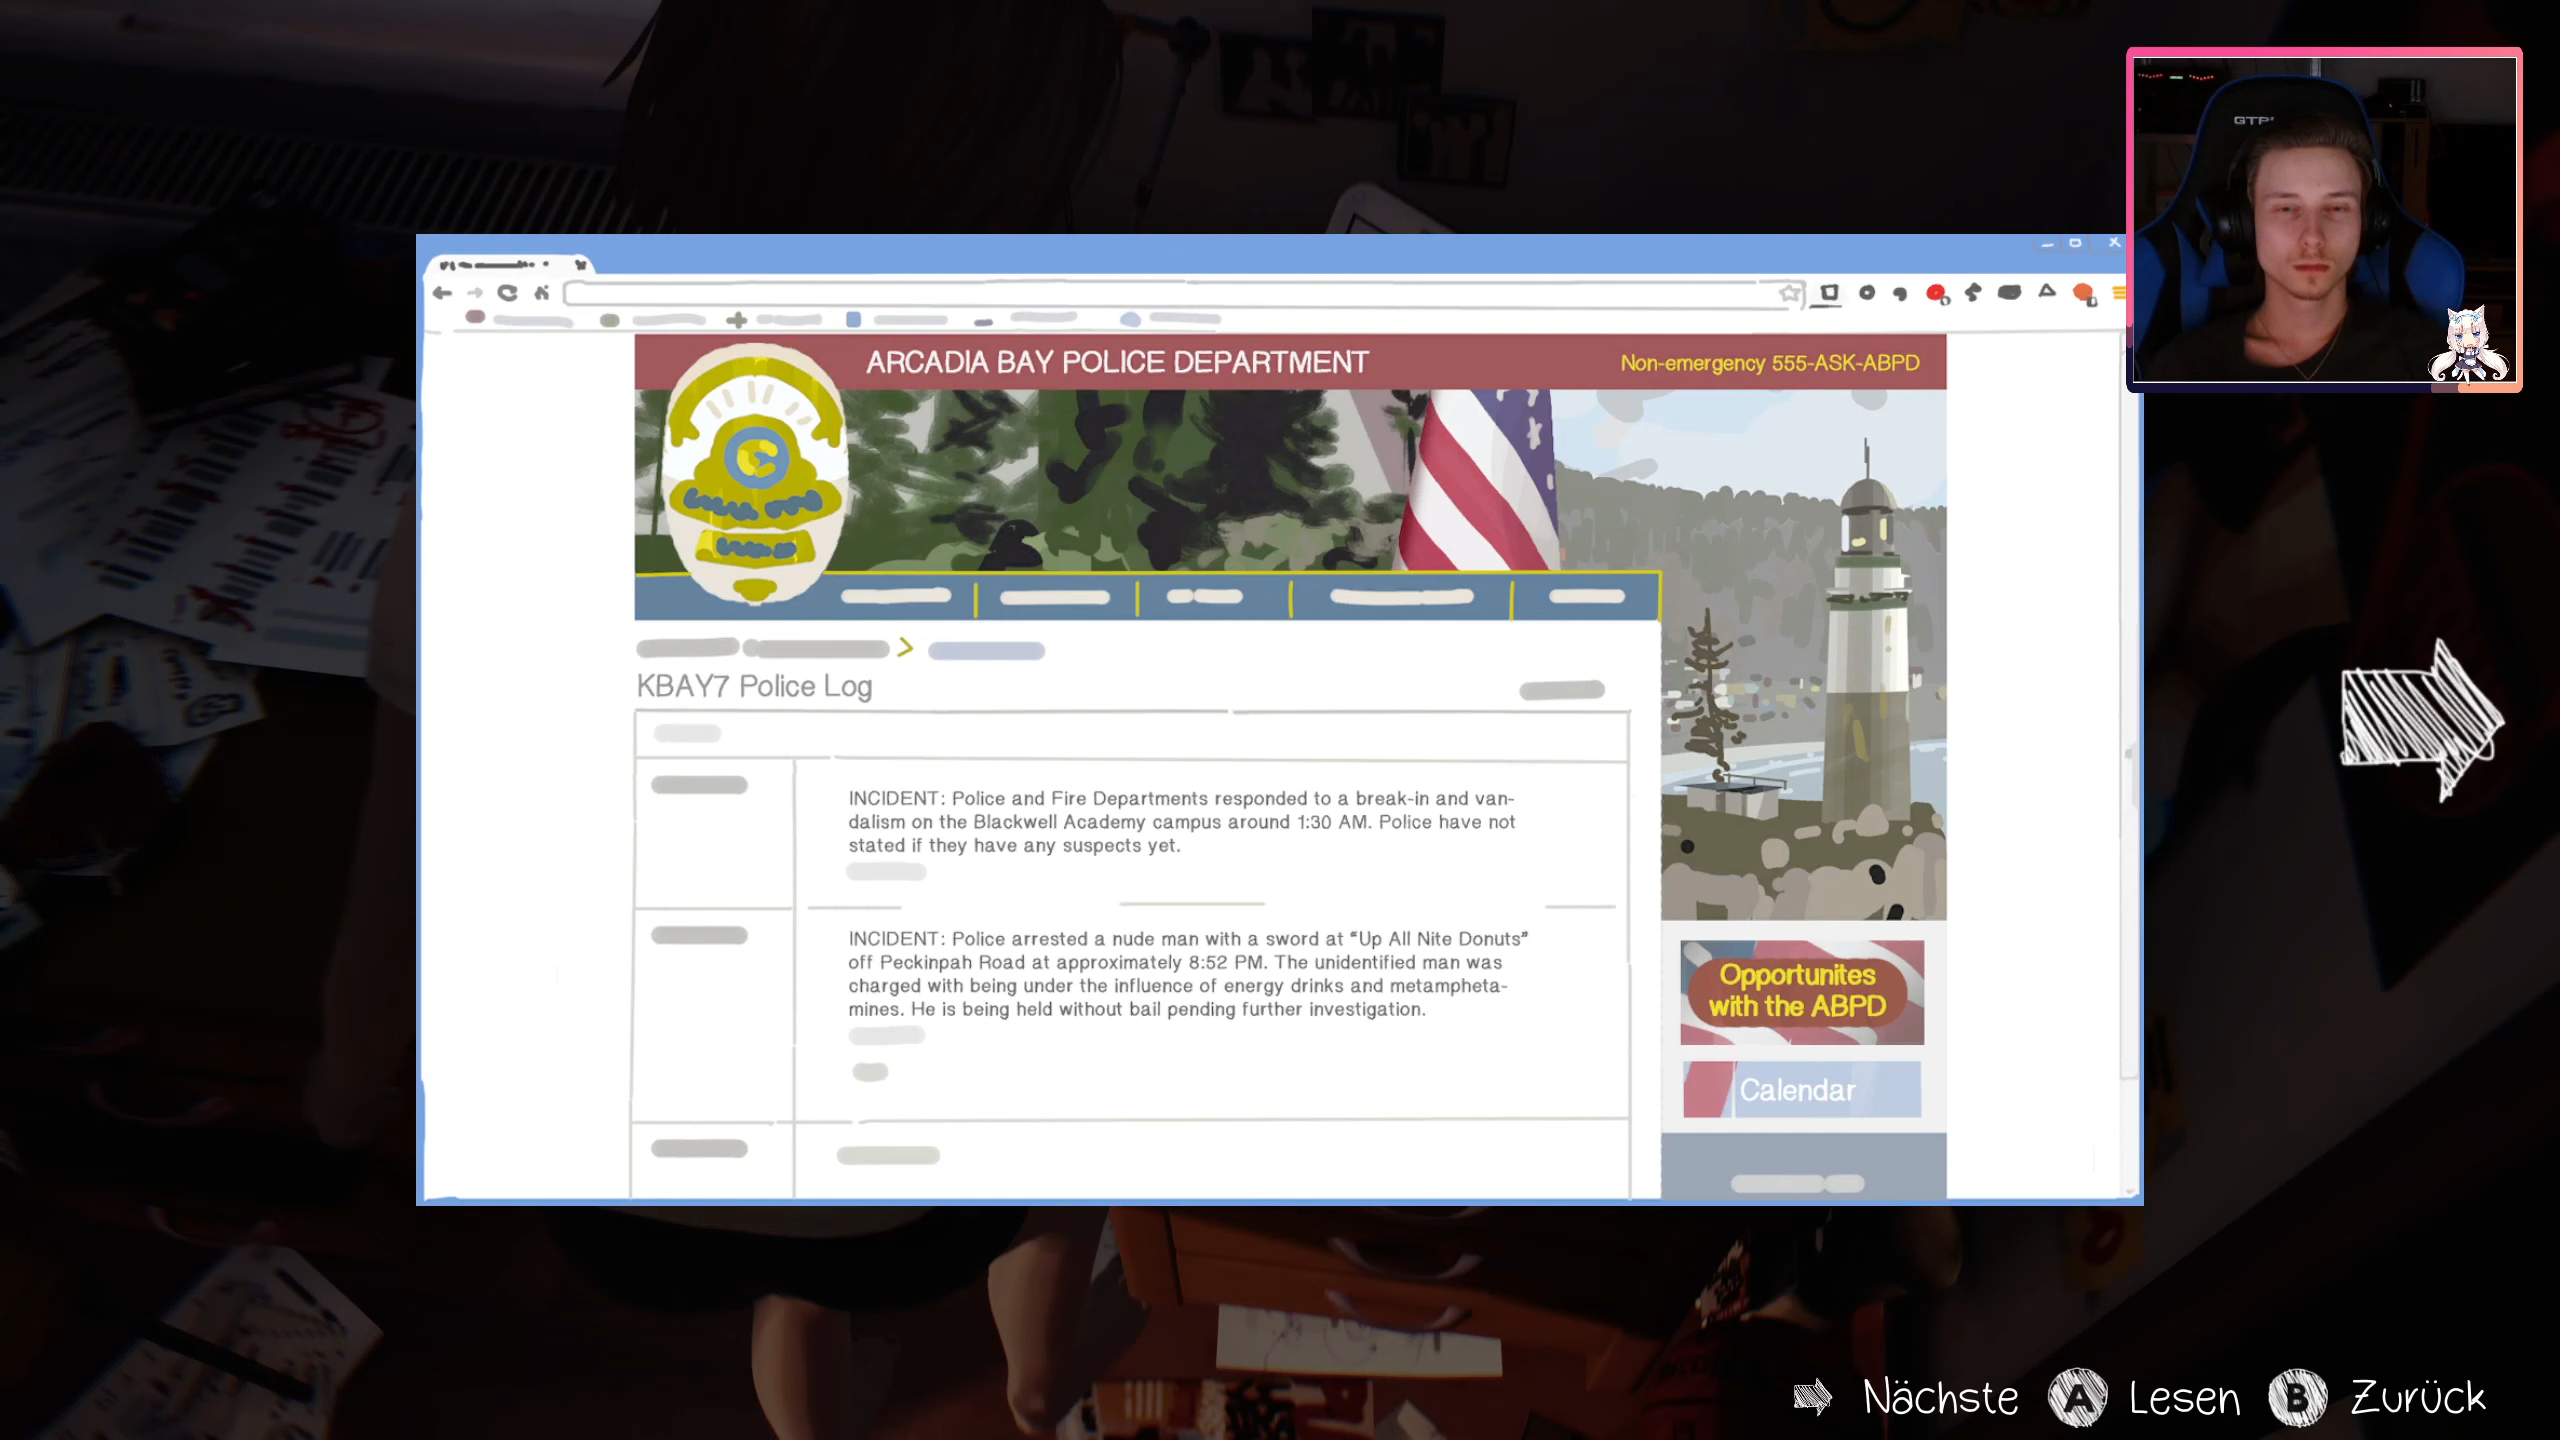 GTP
ARCADIA BAY POLICE DEPARTMENT
Non-emergency 555-ASK-ABPD
KBAY7 Police Log
INCIDENT: Police and Fire Departments responded to a break-in and van-
dalism on the Blackwell Academy campus around 1:30 AM. Police have not
stated if they have any suspects yet.
INCIDENT: Police arrested a nude man with a sword at “Up All Nite Donuts”
off Peckinpah Road at approximately 8:52 PM. The unidentified man was
charged with being under the influence of energy drinks and metampheta-
mines. He is being held without bail pending further investigation.
Opportunites
with the ABPD
Calendar
Nächste
A Lesen
B Zurück